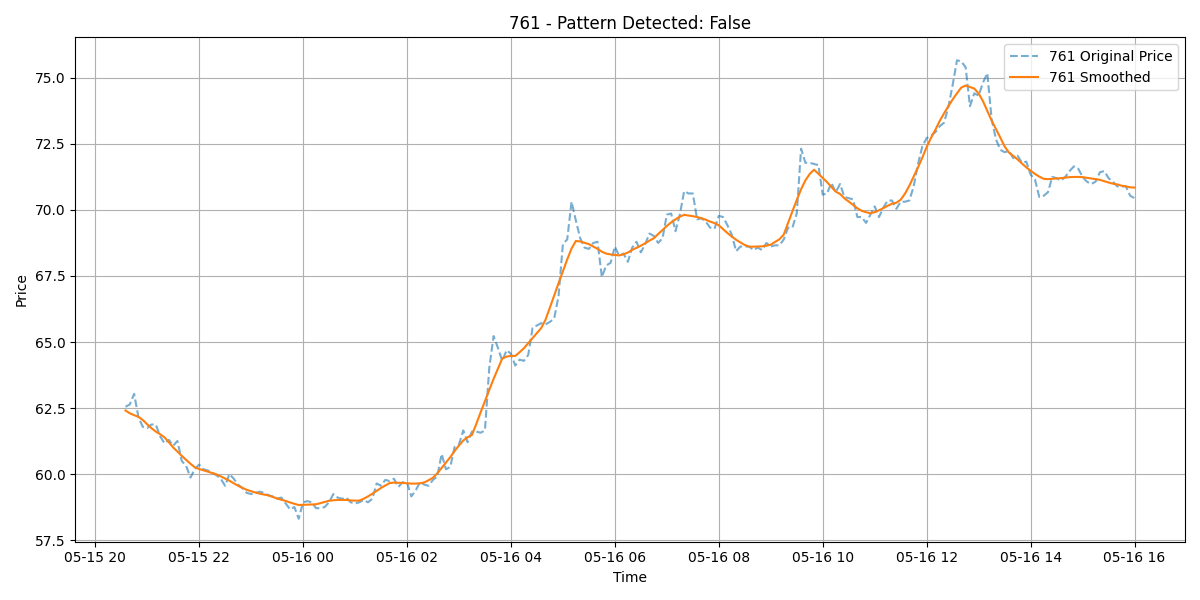 761 - Pattern Detected: False
761 Original Price
761 Smoothed
Price
75.0
72.5
70.0
67.5
65.0
62.5
60.0
57.5
05-15 20 05-15 22 05-16 00 05-16 02 05-16 04 05-16 06 05-16 08 05-16 10 05-16 12 05-16 14 05-16 16
Time